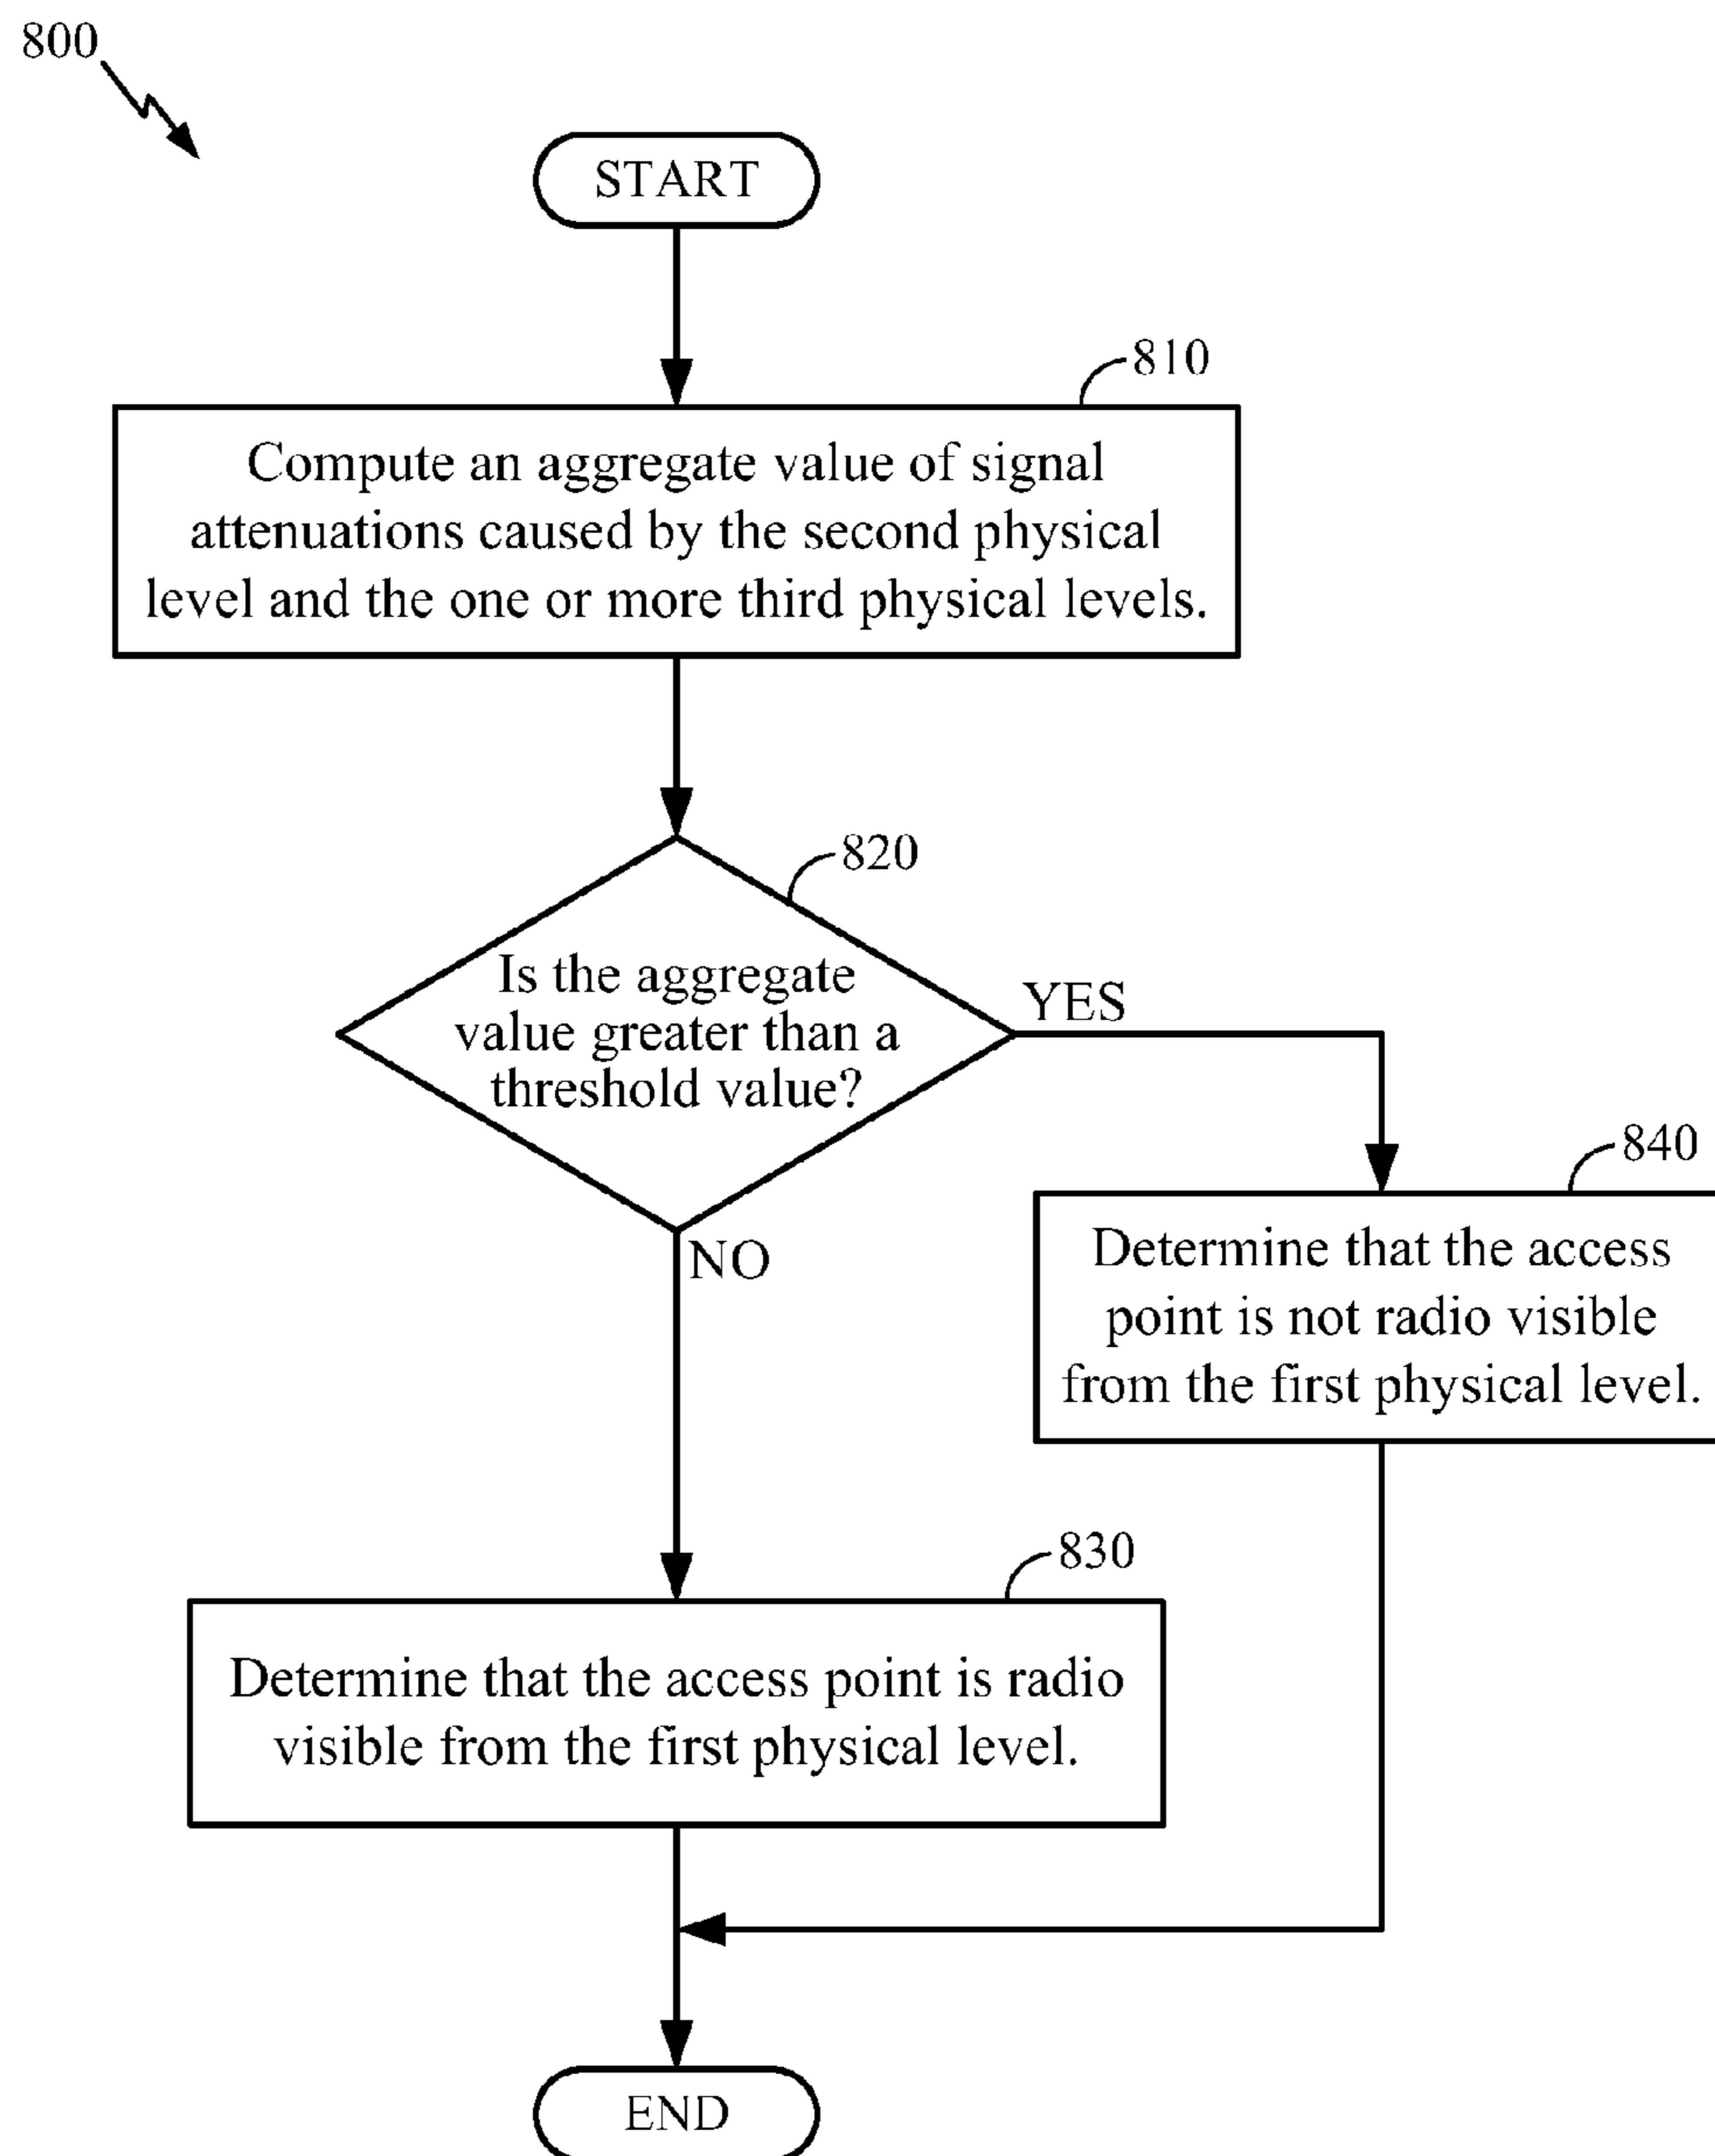 800
START
810
Compute an aggregate value of signal
attenuations caused by the second physical
level and the one or more third physical levels.
820
Is the aggregate
value greater than a
threshold value?
YES
NO
840
Determine that the access
point is not radio visible
from the first physical level.
830
Determine that the access point is radio
visible from the first physical level.
END